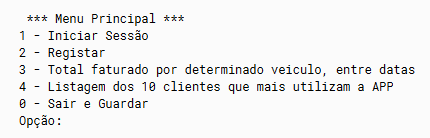 *** Menu Principal ***
1 - Iniciar Sessão
2 - Registar
3 - Total faturado por determinado veiculo, entre datas
4 - Listagem dos 10 clientes que mais utilizam a APP
0 - Sair e Guardar
Opção: